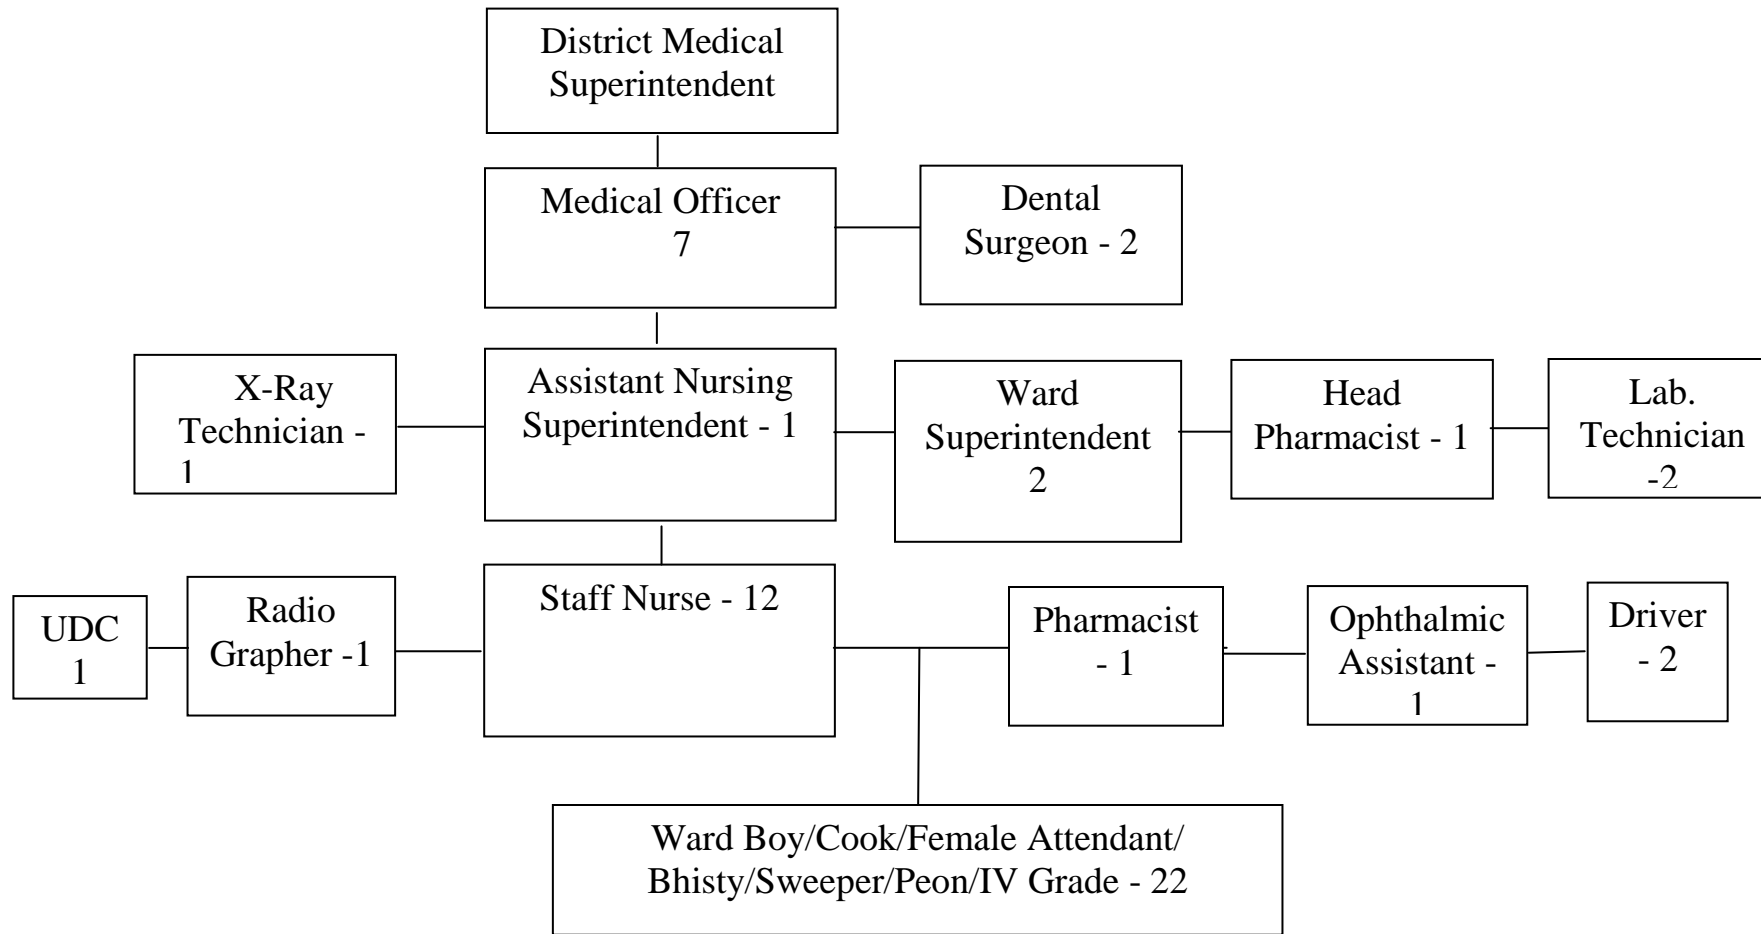 District Medical
Superintendent
Medical Officer
7
Dental
Surgeon - 2
X-Ray
Technician -
1
Assistant Nursing
Superintendent - 1
Ward
Superintendent
2
Head
Pharmacist - 1
Lab.
Technician
-2
UDC
1
Radio
Grapher -1
Staff Nurse - 12
Pharmacist
- 1
Ophthalmic
Assistant -
1
Driver
- 2
Ward Boy/Cook/Female Attendant/
Bhisty/Sweeper/Peon/IV Grade - 22